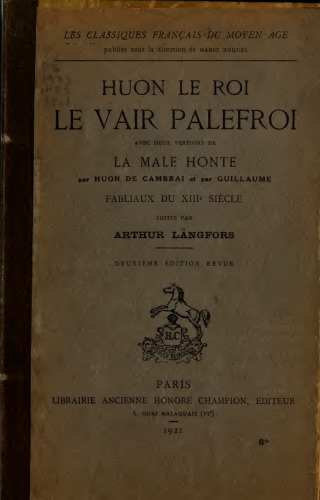 LES CLASSIQUES FRANÇAIS DU MOYEN AGE
publiés sous la direction de MARIO ROQUES
HUON LE ROI
LE VAIR PALEFROI
AVEC DEUX VERSIONS DE
LA MALE HONTE
par HUON DE CAMBRAI et par GUILLAUME
FABLIAUX DU XIIIe SIÈCLE
ÉDITÉS PAR
ARTHUR LÅNGFORS
DEUXIÈME ÉDITION REVUE
H.C
PARIS
LIBRAIRIE ANCIENNE HONORÉ CHAMPION, ÉDITEUR
5, QUAI MALAQUAIS (VIe)
1921
8*